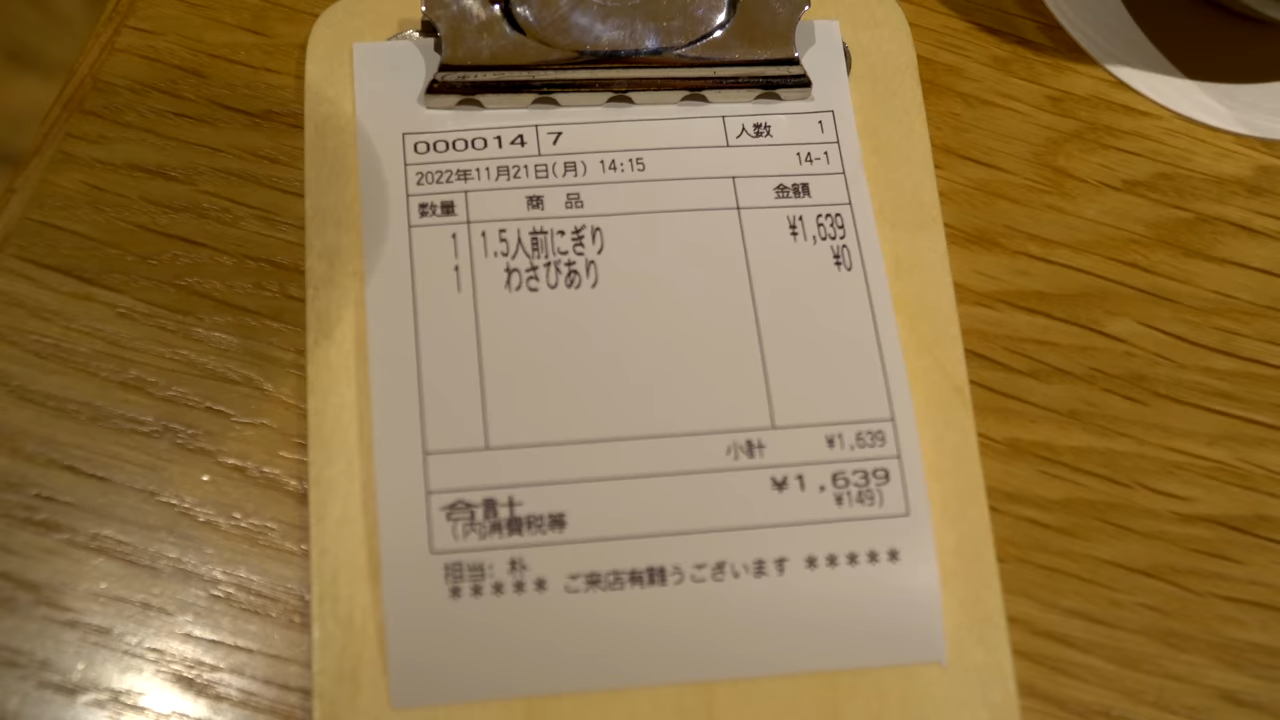 000014 7 人数 1
2022年11月21日(月) 14:15 14-1
数量 商品 金額
1 1.5人前にぎり ¥1,639
1 わさびあり ¥0
小計 ¥1,639
合計 ¥1,639
(内消費税等 ¥149)
担当: 朴
***** ご来店有難うございます *****